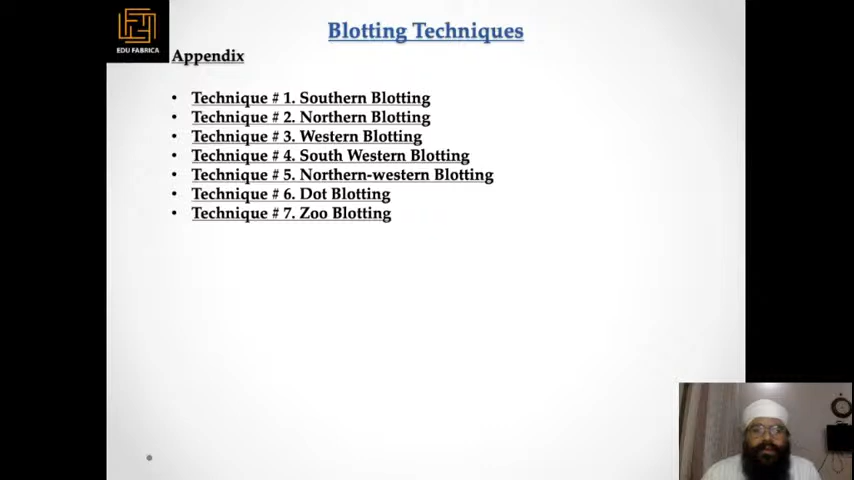 Blotting Techniques
EDU FABRICA
Appendix
• Technique # 1. Southern Blotting
• Technique # 2. Northern Blotting
• Technique # 3. Western Blotting
• Technique # 4. South Western Blotting
• Technique # 5. Northern-western Blotting
• Technique # 6. Dot Blotting
• Technique # 7. Zoo Blotting